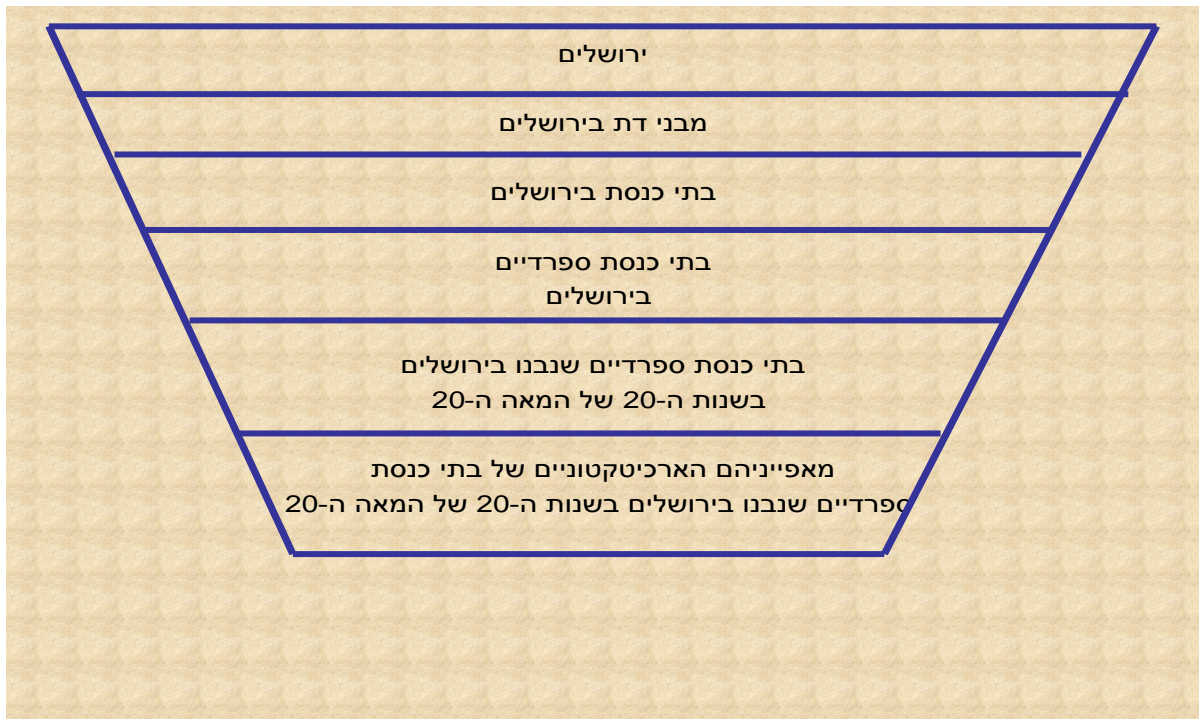 ירושלים
מבני דת בירושלים
בתי כנסת בירושלים
בתי כנסת ספרדיים
בירושלים
בתי כנסת ספרדיים שנבנו בירושלים
בשנות ה-20 של המאה ה-20
מאפייניהם הארכיטקטוניים של בתי כנסת
ספרדיים שנבנו בירושלים בשנות ה-20 של המאה ה-20